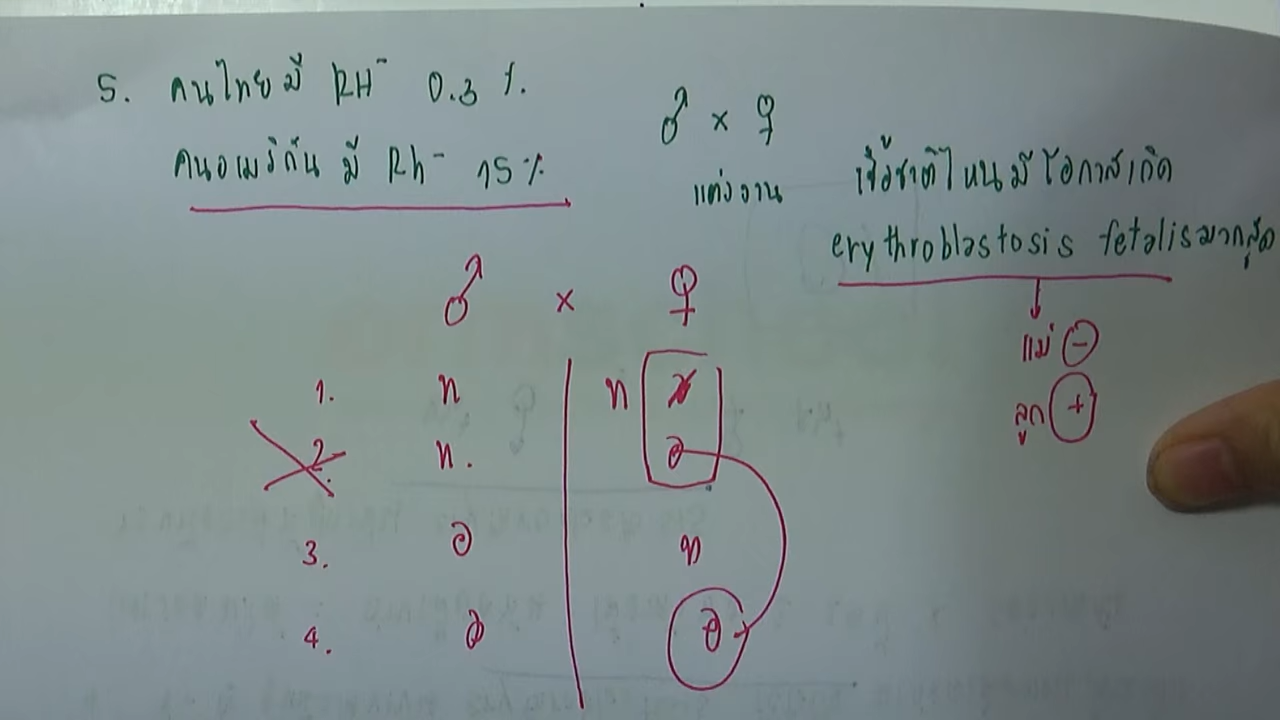 5. คนไทยมี RH⁻ 0.3 %.
คนอเมริกัน มี Rh⁻ 15 %
♂ × ♀
แต่งงาน
เชื้อชาติไหนมีโอกาสเกิด
erythroblastosis fetalis มากสุด
แม่ -
ลูก +
♂ × ♀
1. ท ท
2. ท. อ
3. อ ท
4. อ อ